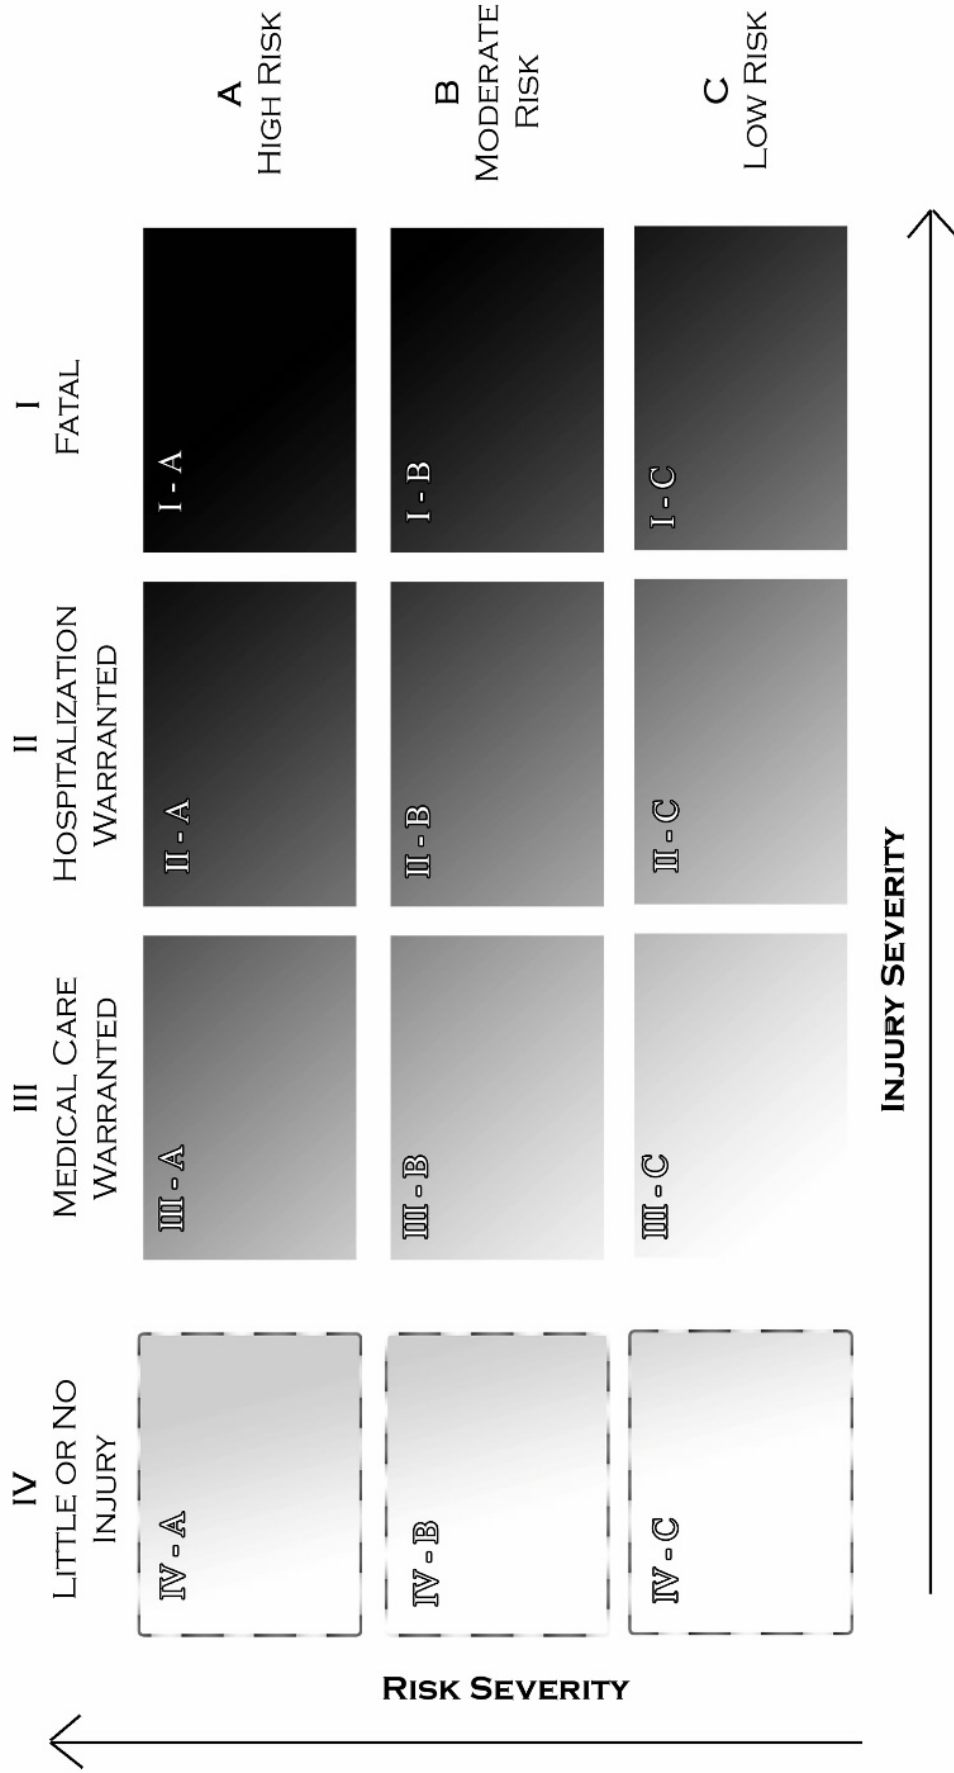 IV
LITTLE OR NO
INJURY
III
MEDICAL CARE
WARRANTED
II
HOSPITALIZATION
WARRANTED
I
FATAL
IV - A
III - A
II - A
I - A
A
HIGH RISK
IV - B
III - B
II - B
I - B
B
MODERATE
RISK
IV - C
III - C
II - C
I - C
C
LOW RISK
RISK SEVERITY
INJURY SEVERITY